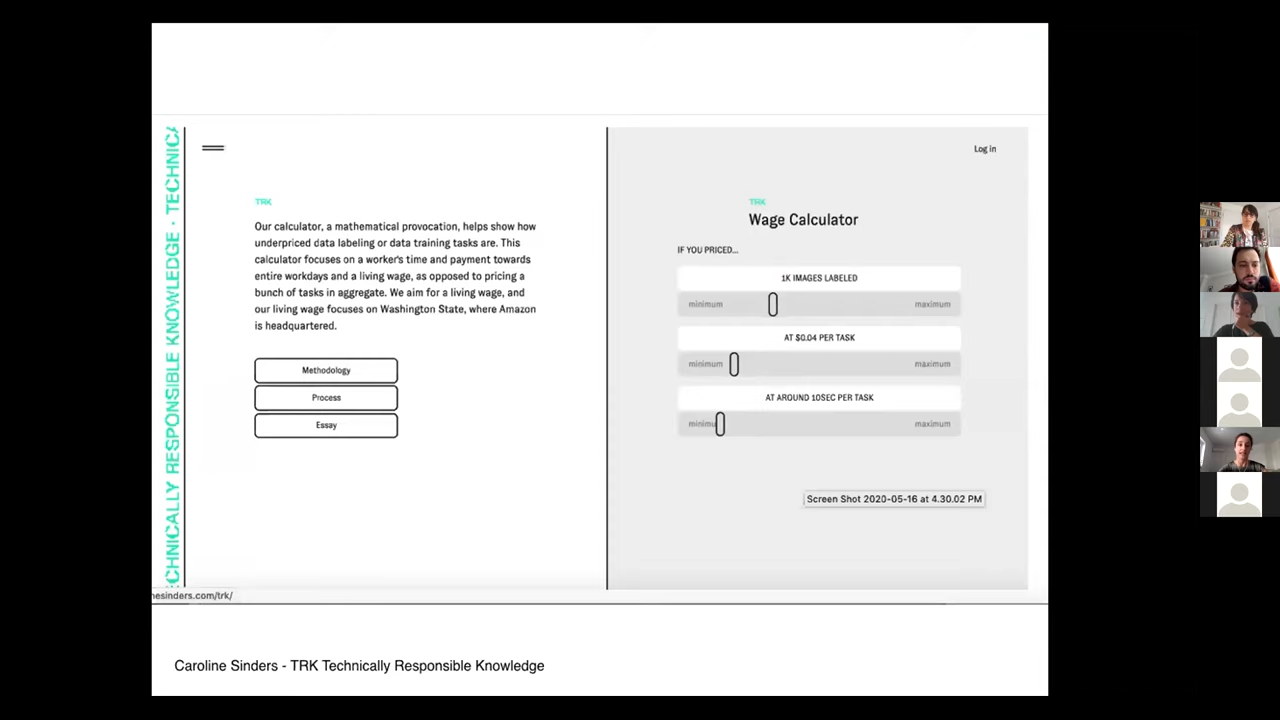 TECHNICALLY RESPONSIBLE KNOWLEDGE · TECHNICA
TRK
Our calculator, a mathematical provocation, helps show how
underpriced data labeling or data training tasks are. This
calculator focuses on a worker's time and payment towards
entire workdays and a living wage, as opposed to pricing a
bunch of tasks in aggregate. We aim for a living wage, and
our living wage focuses on Washington State, where Amazon
is headquartered.
Methodology
Process
Essay
Log in
TRK
Wage Calculator
IF YOU PRICED...
1K IMAGES LABELED
minimum maximum
AT $0.04 PER TASK
minimum maximum
AT AROUND 10SEC PER TASK
minimu maximum
Screen Shot 2020-05-16 at 4.30.02 PM
nesinders.com/trk/
Caroline Sinders - TRK Technically Responsible Knowledge